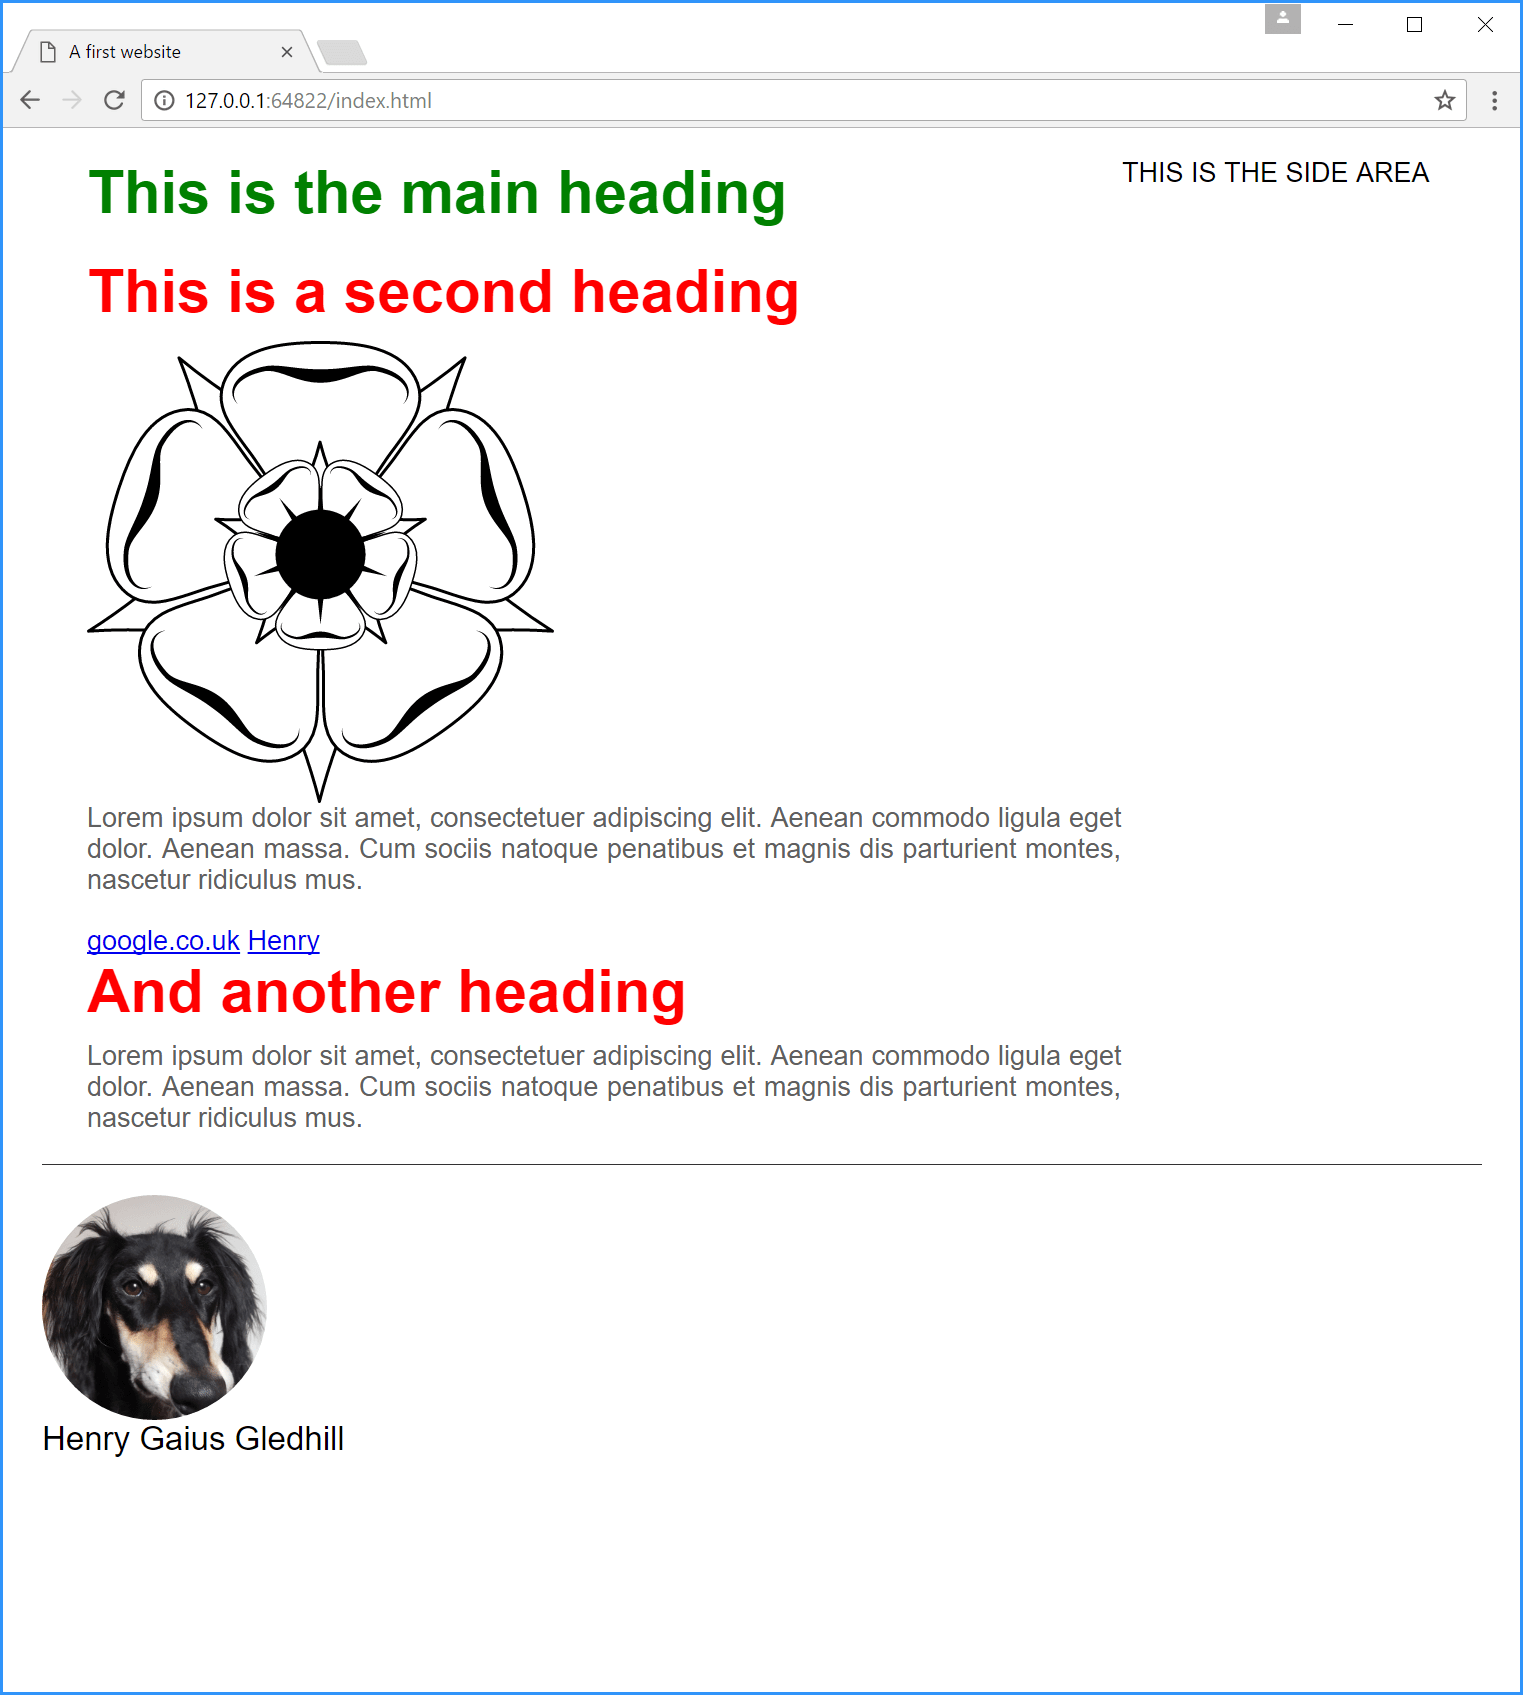 A first website
127.0.0.1:64822/index.html
This is the main heading
THIS IS THE SIDE AREA
This is a second heading
Lorem ipsum dolor sit amet, consectetuer adipiscing elit. Aenean commodo ligula eget
dolor. Aenean massa. Cum sociis natoque penatibus et magnis dis parturient montes,
nascetur ridiculus mus.
google.co.uk Henry
And another heading
Lorem ipsum dolor sit amet, consectetuer adipiscing elit. Aenean commodo ligula eget
dolor. Aenean massa. Cum sociis natoque penatibus et magnis dis parturient montes,
nascetur ridiculus mus.
Henry Gaius Gledhill